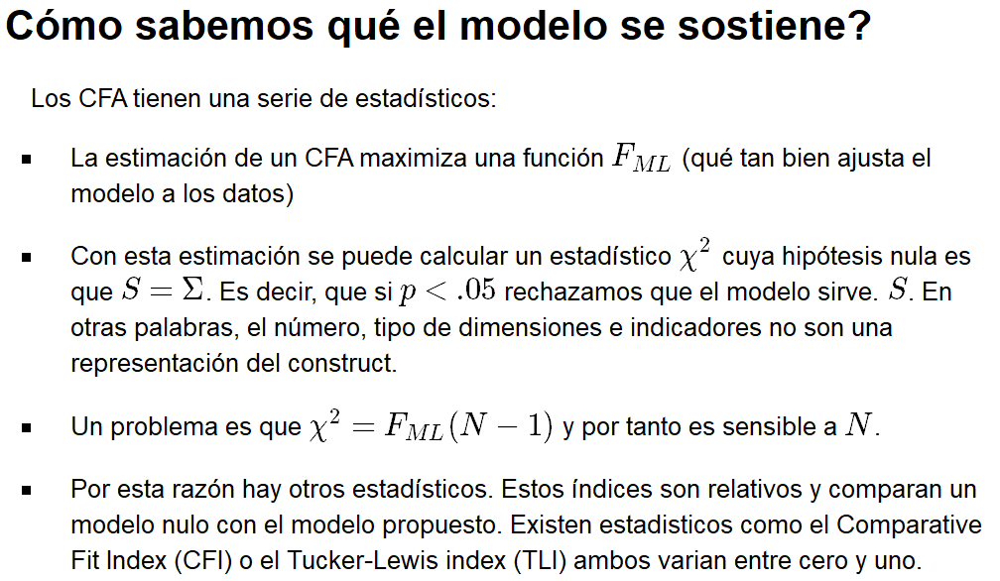 Cómo sabemos qué el modelo se sostiene?
Los CFA tienen una serie de estadísticos:
▪ La estimación de un CFA maximiza una función F_{ML} (qué tan bien ajusta el
modelo a los datos)
▪ Con esta estimación se puede calcular un estadístico χ² cuya hipótesis nula es
que S = Σ. Es decir, que si p < .05 rechazamos que el modelo sirve. S. En
otras palabras, el número, tipo de dimensiones e indicadores no son una
representación del construct.
▪ Un problema es que χ² = F_{ML}(N − 1) y por tanto es sensible a N.
▪ Por esta razón hay otros estadísticos. Estos índices son relativos y comparan un
modelo nulo con el modelo propuesto. Existen estadisticos como el Comparative
Fit Index (CFI) o el Tucker-Lewis index (TLI) ambos varian entre cero y uno.